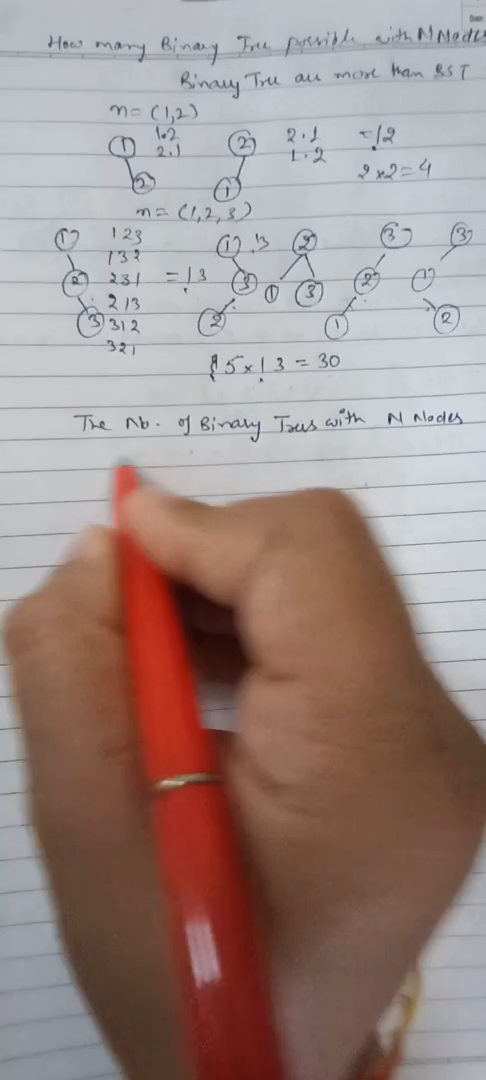 How many Binary Tree possible with N Nodes
Binary Tree are more than BST
n = (1,2)
1 1.2 2 2.1 = !2
2.1 1.2
2 1 2 × 2 = 4
n = (1,2,3)
1 123 1 !3 2 3 3
132
2 231 = !3 3 1 3 2 1
213
3 312 2 1 2
321
5 × !3 = 30
The Nb. of Binary Trees with N Nodes